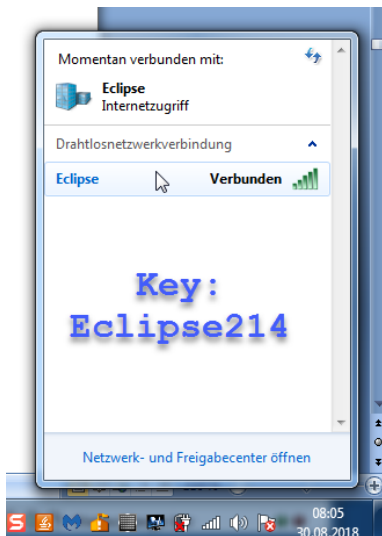 Momentan verbunden mit:
Eclipse
Internetzugriff
Drahtlosnetzwerkverbindung
Eclipse Verbunden
Key:
Eclipse214
Netzwerk- und Freigabecenter öffnen
08:05
30.08.2018